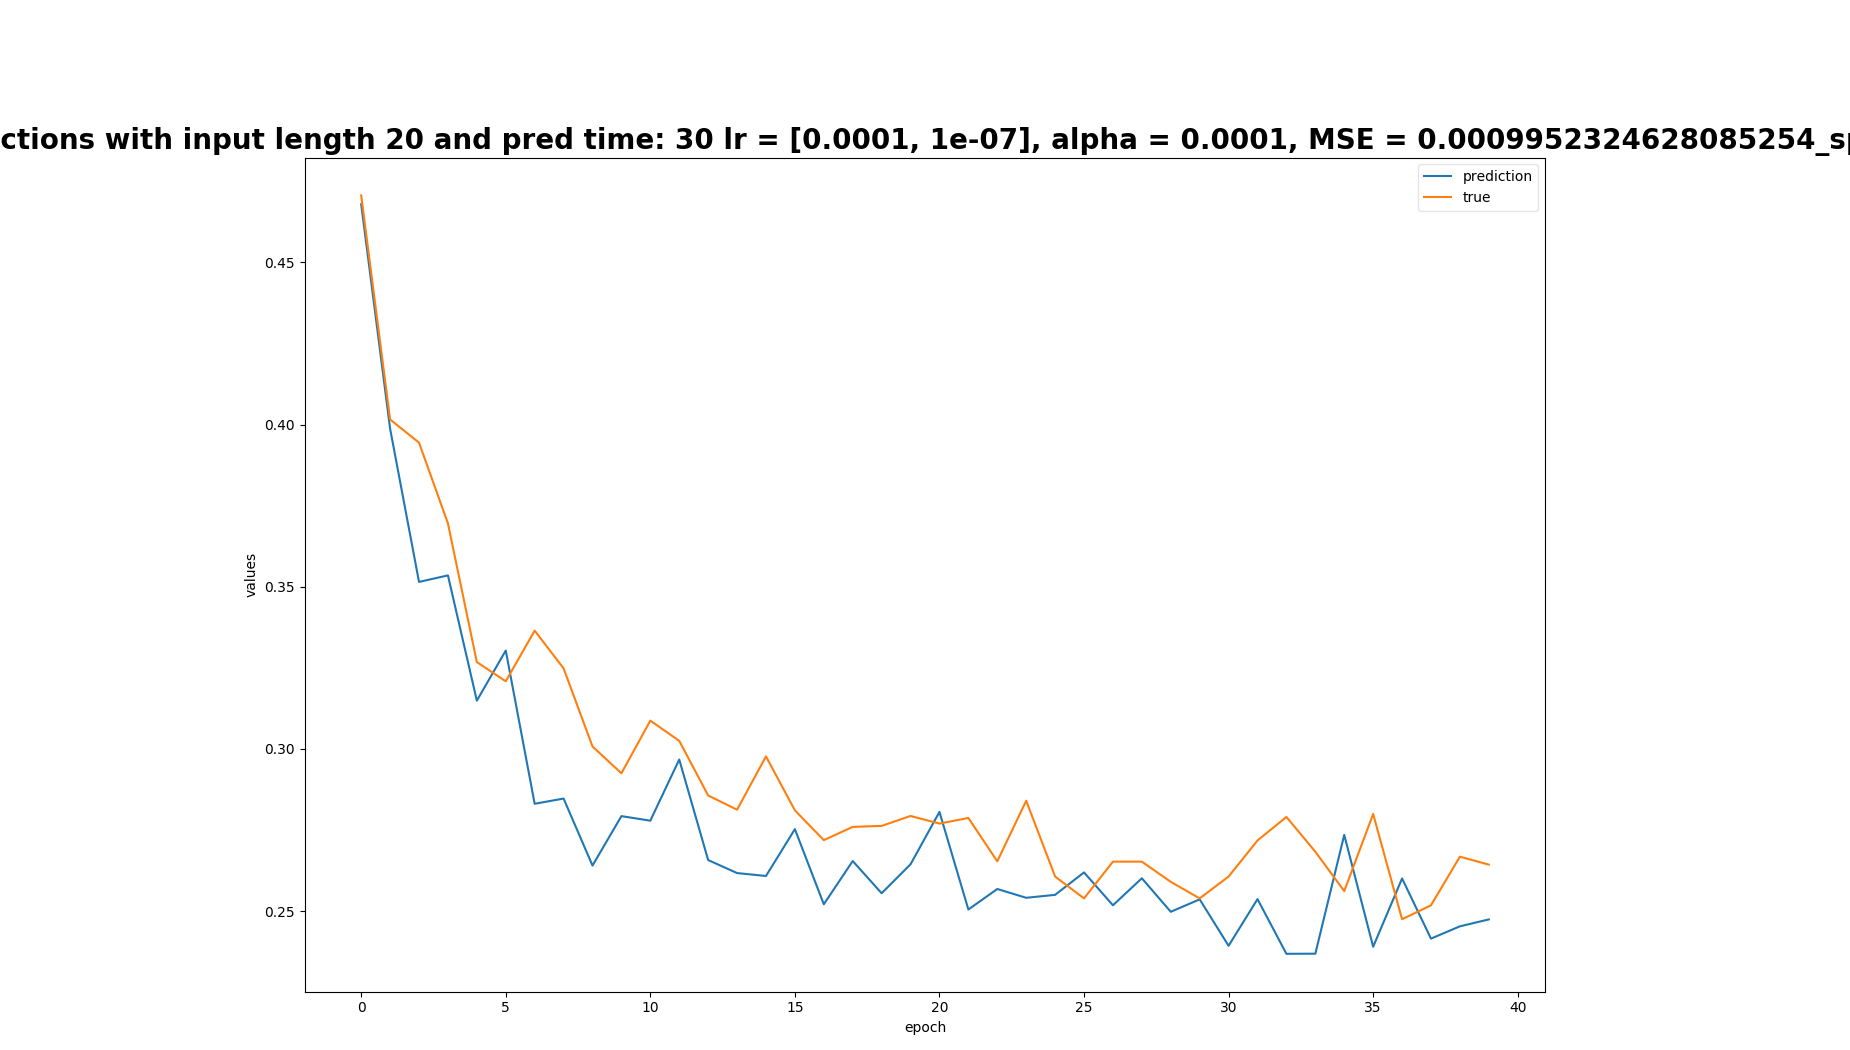 ctions with input length 20 and pred time: 30 lr = [0.0001, 1e-07], alpha = 0.0001, MSE = 0.0009952324628085254_sp
prediction
true
0.45
0.40
0.35
0.30
0.25
values
0 5 10 15 20 25 30 35 40
epoch